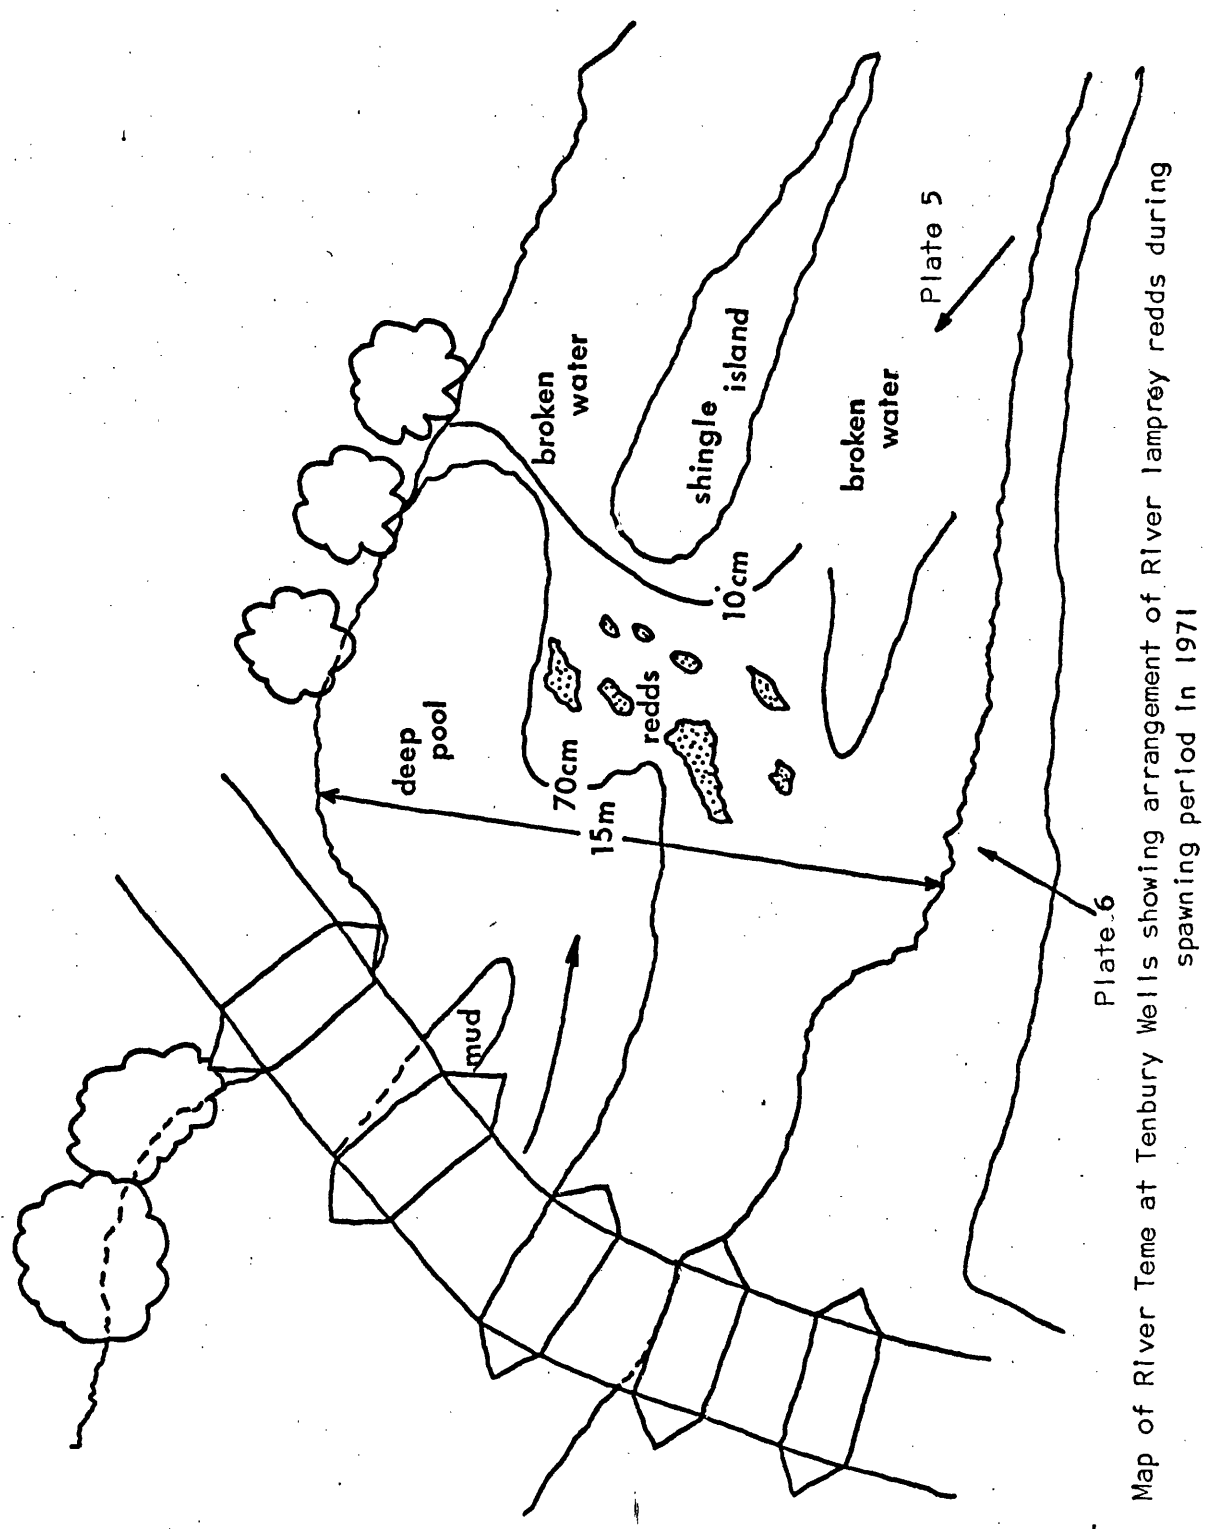 deep
pool
mud
broken
water
70cm
15m
redds
shingle island
10cm
broken
water
Plate 5
Plate 6
Map of River Teme at Tenbury Wells showing arrangement of River lamprey redds during
spawning period in 1971